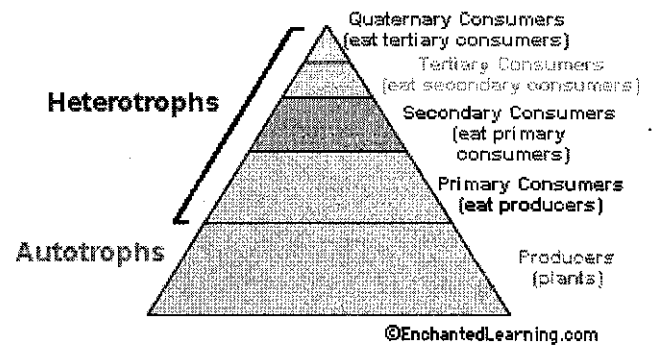 Quaternary Consumers
(eat tertiary consumers)
Tertiary Consumers
(eat secondary consumers)
Heterotrophs
Secondary Consumers
(eat primary
consumers)
Primary Consumers
(eat producers)
Autotrophs
Producers
(plants)
©EnchantedLearning.com